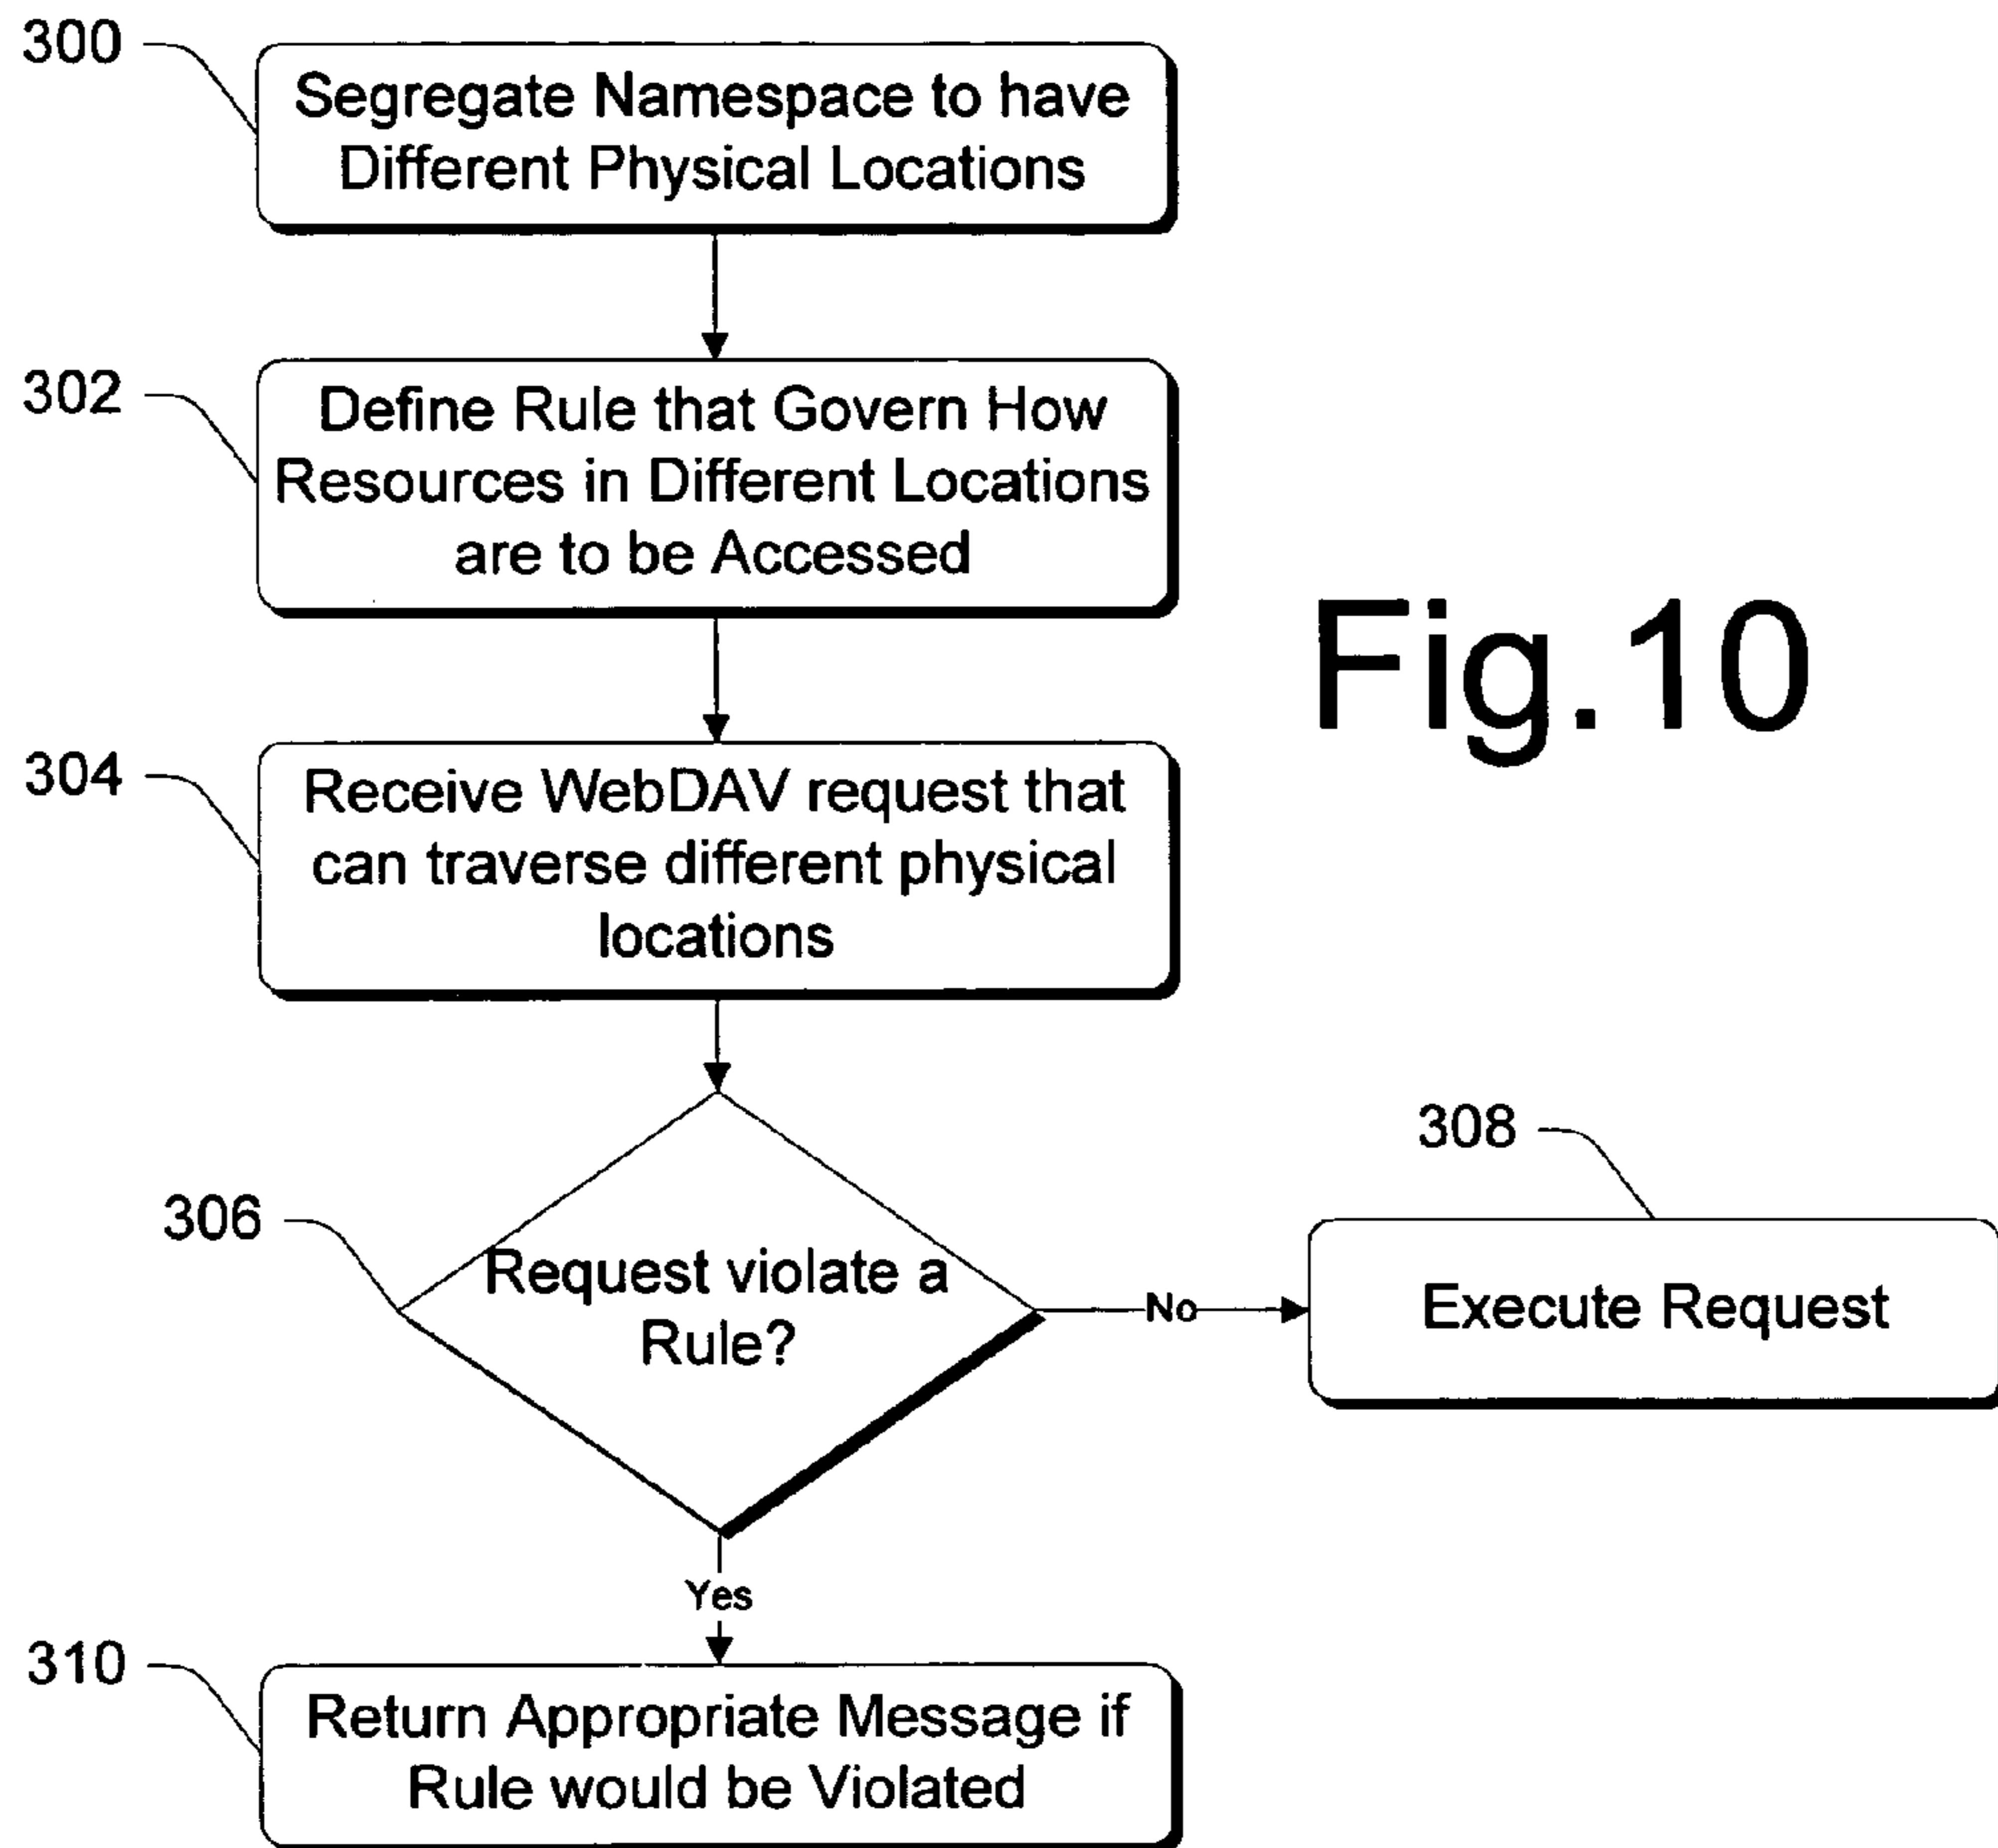 300
Segregate Namespace to have
Different Physical Locations
302
Define Rule that Govern How
Resources in Different Locations
are to be Accessed
Fig.10
304
Receive WebDAV request that
can traverse different physical
locations
306
Request violate a
Rule?
No
308
Execute Request
Yes
310
Return Appropriate Message if
Rule would be Violated